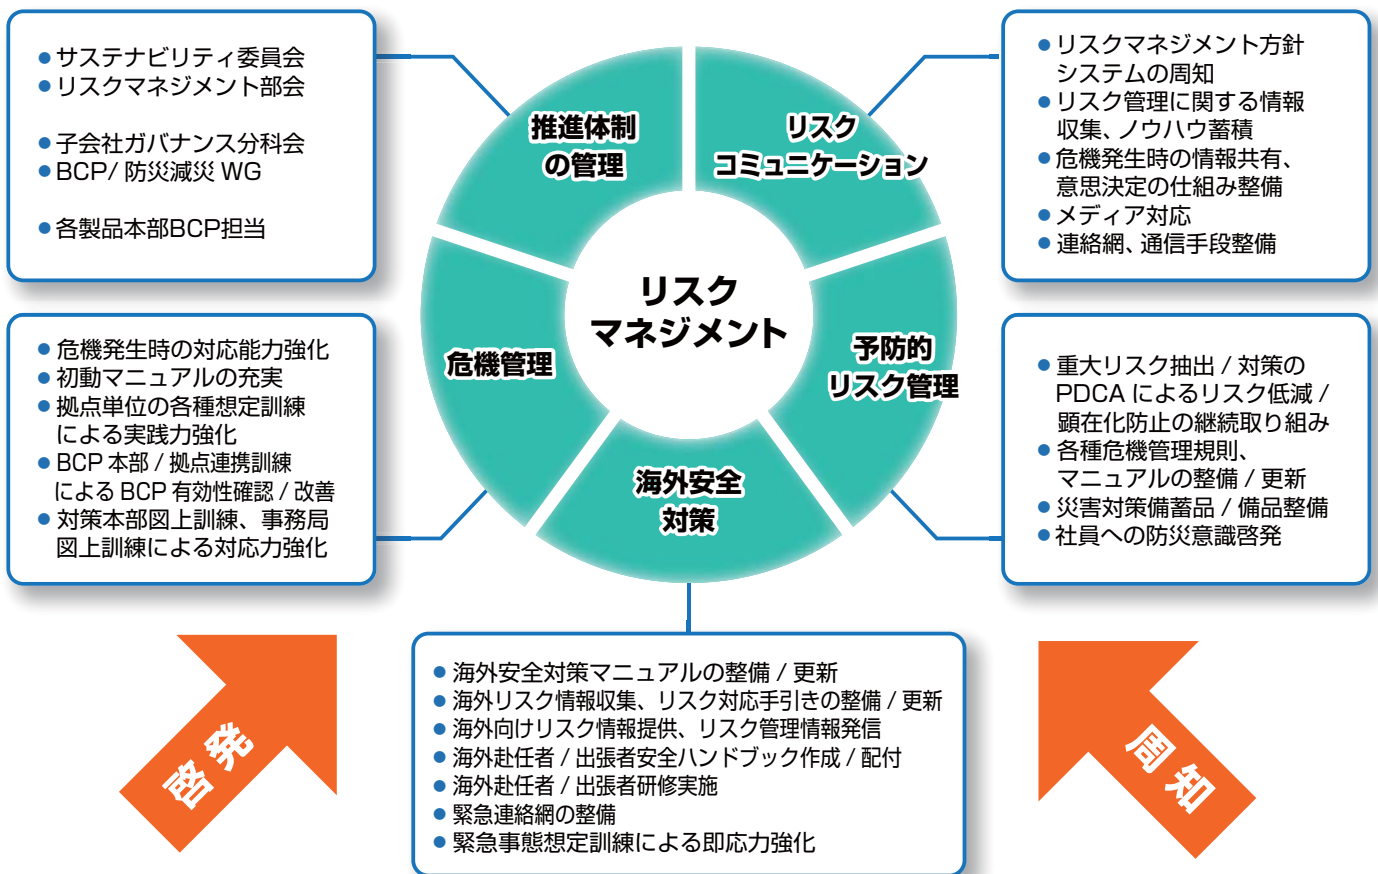 ● サステナビリティ委員会
● リスクマネジメント部会
● 子会社ガバナンス分科会
● BCP/ 防災減災 WG
● 各製品本部BCP担当
推進体制
の管理
リスク
コミュニケーション
● リスクマネジメント方針
システムの周知
● リスク管理に関する情報
収集、ノウハウ蓄積
● 危機発生時の情報共有、
意思決定の仕組み整備
● メディア対応
● 連絡網、通信手段整備
リスク
マネジメント
● 危機発生時の対応能力強化
● 初動マニュアルの充実
● 拠点単位の各種想定訓練
による実践力強化
● BCP 本部 / 拠点連携訓練
による BCP 有効性確認 / 改善
● 対策本部図上訓練、事務局
図上訓練による対応力強化
危機管理
予防的
リスク管理
● 重大リスク抽出 / 対策の
PDCA によるリスク低減 /
顕在化防止の継続取り組み
● 各種危機管理規則、
マニュアルの整備 / 更新
● 災害対策備蓄品 / 備品整備
● 社員への防災意識啓発
海外安全
対策
● 海外安全対策マニュアルの整備 / 更新
● 海外リスク情報収集、リスク対応手引きの整備 / 更新
● 海外向けリスク情報提供、リスク管理情報発信
● 海外赴任者 / 出張者安全ハンドブック作成 / 配付
● 海外赴任者 / 出張者研修実施
● 緊急連絡網の整備
● 緊急事態想定訓練による即応力強化
啓発
周知